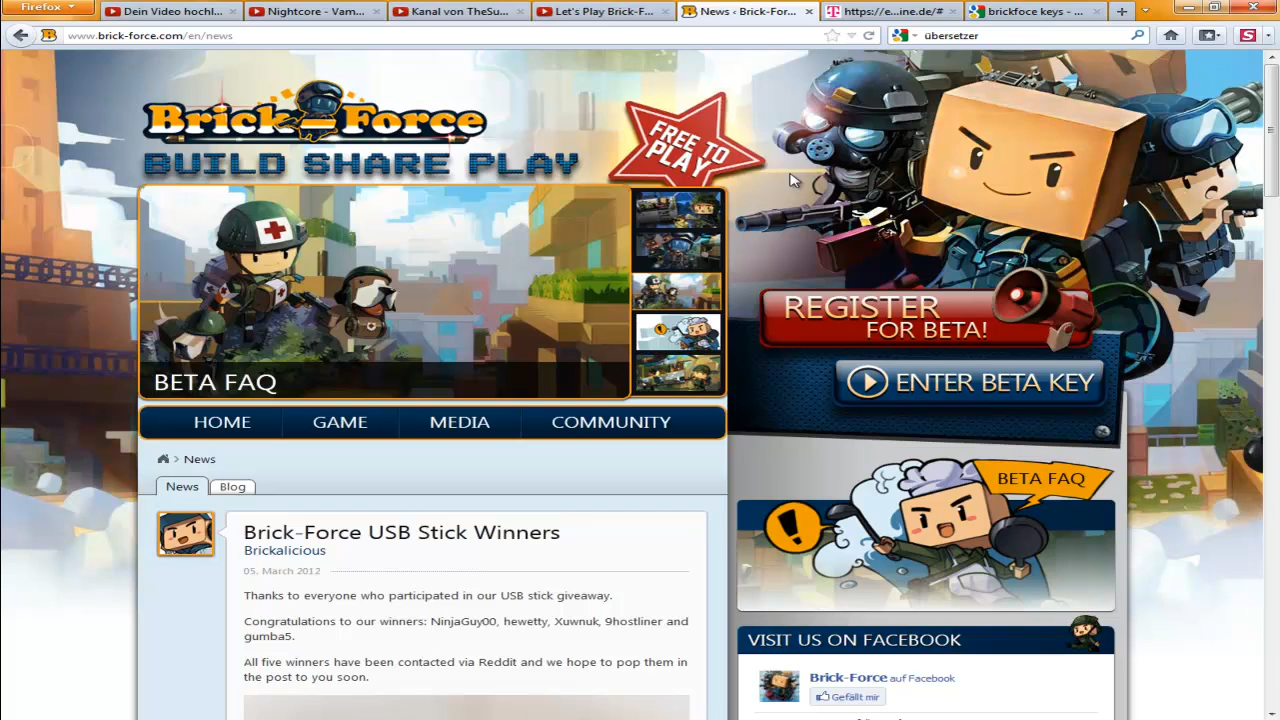 Firefox
Dein Video hochl...
Nightcore - Vam...
Kanal von TheSu...
Let's Play Brick-F...
News ‹ Brick-For...
https://e...ine.de/#
brickfoce keys - ...
www.brick-force.com/en/news
übersetzer
Brick-Force
BUILD SHARE PLAY
FREE TO
PLAY
REGISTER
FOR BETA!
ENTER BETA KEY
BETA FAQ
HOME
GAME
MEDIA
COMMUNITY
> News
News
Blog
BETA FAQ
Brick-Force USB Stick Winners
Brickalicious
05. March 2012
Thanks to everyone who participated in our USB stick giveaway.
Congratulations to our winners: NinjaGuy00, hewetty, Xuwnuk, 9hostliner and
gumba5.
All five winners have been contacted via Reddit and we hope to pop them in
the post to you soon.
VISIT US ON FACEBOOK
Brick-Force auf Facebook
Gefällt mir